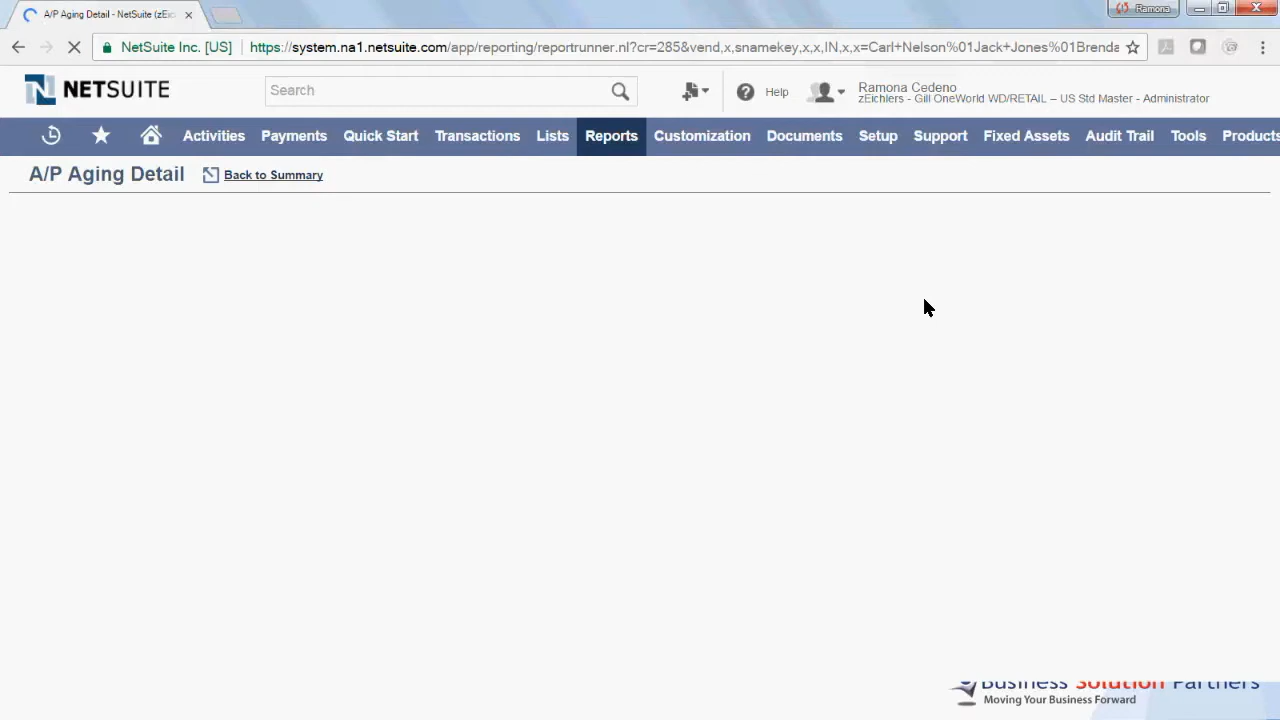 A/P Aging Detail - NetSuite (zEic
Ramona
NetSuite Inc. [US] https://system.na1.netsuite.com/app/reporting/reportrunner.nl?cr=285&vend,x,snamekey,x,x,IN,x,x=Carl+Nelson%01Jack+Jones%01Brenda
NETSUITE
Search
Help
Ramona Cedeno
zEichlers - Gill OneWorld WD/RETAIL – US Std Master - Administrator
Activities Payments Quick Start Transactions Lists Reports Customization Documents Setup Support Fixed Assets Audit Trail Tools Products
A/P Aging Detail Back to Summary
Business Solution Partners
Moving Your Business Forward